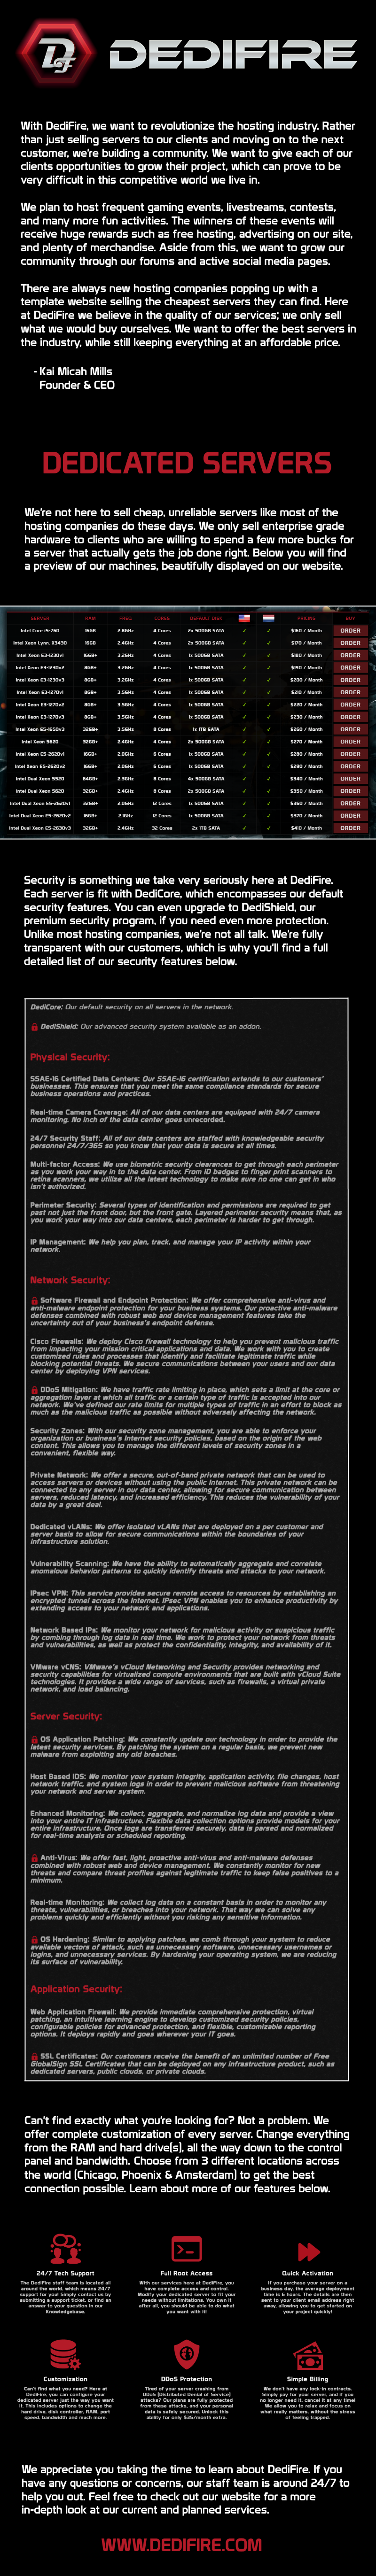 DF
DEDIFIRE
With DediFire, we want to revolutionize the hosting industry. Rather
than just selling servers to our clients and moving on to the next
customer, we're building a community. We want to give each of our
clients opportunities to grow their project, which can prove to be
very difficult in this competitive world we live in.
We plan to host frequent gaming events, livestreams, contests,
and many more fun activities. The winners of these events will
receive huge rewards such as free hosting, advertising on our site,
and plenty of merchandise. Aside from this, we want to grow our
community through our forums and active social media pages.
There are always new hosting companies popping up with a
template website selling the cheapest servers they can find. Here
at DediFire we believe in the quality of our services; we only sell
what we would buy ourselves. We want to offer the best servers in
the industry, while still keeping everything at an affordable price.
- Kai Micah Mills
Founder & CEO
DEDICATED SERVERS
We're not here to sell cheap, unreliable servers like most of the
hosting companies do these days. We only sell enterprise grade
hardware to clients who are willing to spend a few more bucks for
a server that actually gets the job done right. Below you will find
a preview of our machines, beautifully displayed on our website.
SERVER RAM FREQ. CORES DEFAULT DISK PRICING BUY
Intel Core i5-760 16GB 2.8GHz 4 Cores 2x 500GB SATA ✓ ✓ $160 / Month ORDER
Intel Xeon Lynn. X3430 16GB 2.4GHz 4 Cores 2x 500GB SATA ✓ ✓ $170 / Month ORDER
Intel Xeon E3-1230v1 16GB+ 3.2GHz 4 Cores 1x 500GB SATA ✓ ✓ $180 / Month ORDER
Intel Xeon E3-1230v2 8GB+ 3.2GHz 4 Cores 1x 500GB SATA ✓ ✓ $190 / Month ORDER
Intel Xeon E3-1230v3 8GB+ 3.2GHz 4 Cores 1x 500GB SATA ✓ ✓ $200 / Month ORDER
Intel Xeon E3-1270v1 8GB+ 3.5GHz 4 Cores 1x 500GB SATA ✓ ✓ $210 / Month ORDER
Intel Xeon E3-1270v2 8GB+ 3.5GHz 4 Cores 1x 500GB SATA ✓ ✓ $220 / Month ORDER
Intel Xeon E3-1270v3 8GB+ 3.5GHz 4 Cores 1x 500GB SATA ✓ ✓ $230 / Month ORDER
Intel Xeon E5-1650v3 32GB+ 3.5GHz 8 Cores 1x 1TB SATA ✓ ✓ $260 / Month ORDER
Intel Xeon 5620 32GB+ 2.4GHz 4 Cores 2x 500GB SATA ✓ ✓ $270 / Month ORDER
Intel Xeon E5-2620v1 16GB+ 2.0GHz 6 Cores 1x 500GB SATA ✓ ✓ $280 / Month ORDER
Intel Xeon E5-2620v2 16GB+ 2.0GHz 6 Cores 1x 500GB SATA ✓ ✓ $290 / Month ORDER
Intel Dual Xeon 5520 64GB+ 2.3GHz 8 Cores 4x 500GB SATA ✓ ✓ $340 / Month ORDER
Intel Dual Xeon 5620 32GB+ 2.4GHz 8 Cores 2x 500GB SATA ✓ ✓ $350 / Month ORDER
Intel Dual Xeon E5-2620v1 32GB+ 2.0GHz 12 Cores 1x 500GB SATA ✓ ✓ $360 / Month ORDER
Intel Dual Xeon E5-2620v2 16GB+ 2.1GHz 12 Cores 1x 500GB SATA ✓ ✓ $370 / Month ORDER
Intel Dual Xeon E5-2630v3 32GB+ 2.4GHz 32 Cores 2x 1TB SATA ✓ ✓ $410 / Month ORDER
Security is something we take very seriously here at DediFire.
Each server is fit with DediCore, which encompasses our default
security features. You can even upgrade to DediShield, our
premium security program, if you need even more protection.
Unlike most hosting companies, we're not all talk. We're fully
transparent with our customers, which is why you'll find a full
detailed list of our security features below.
DediCore: Our default security on all servers in the network.
DediShield: Our advanced security system available as an addon.
Physical Security:
SSAE-16 Certified Data Centers: Our SSAE-16 certification extends to our customers'
businesses. This ensures that you meet the same compliance standards for secure
business operations and practices.
Real-time Camera Coverage: All of our data centers are equipped with 24/7 camera
monitoring. No inch of the data center goes unrecorded.
24/7 Security Staff: All of our data centers are staffed with knowledgeable security
personnel 24/7/365 so you know that your data is secure at all times.
Multi-factor Access: We use biometric security clearances to get through each perimeter
as you work your way in to the data center. From ID badges to finger print scanners to
retina scanners, we utilize all the latest technology to make sure no one can get in who
isn't authorized.
Perimeter Security: Several types of identification and permissions are required to get
past not just the front door, but the front gate. Layered perimeter security means that, as
you work your way into our data centers, each perimeter is harder to get through.
IP Management: We help you plan, track, and manage your IP activity within your
network.
Network Security:
Software Firewall and Endpoint Protection: We offer comprehensive anti-virus and
anti-malware endpoint protection for your business systems. Our proactive anti-malware
defenses combined with robust web and device management features take the
uncertainty out of your business's endpoint defense.
Cisco Firewalls: We deploy Cisco firewall technology to help you prevent malicious traffic
from impacting your mission critical applications and data. We work with you to create
customized rules and processes that identify and facilitate legitimate traffic while
blocking potential threats. We secure communications between your users and our data
center by deploying VPN services.
DDoS Mitigation: We have traffic rate limiting in place, which sets a limit at the core or
aggregation layer at which all traffic or a certain type of traffic is accepted into our
network. We've defined our rate limits for multiple types of traffic in an effort to block as
much as the malicious traffic as possible without adversely affecting the network.
Security Zones: With our security zone management, you are able to enforce your
organization or business's internet security policies, based on the origin of the web
content. This allows you to manage the different levels of security zones in a
convenient, flexible way.
Private Network: We offer a secure, out-of-band private network that can be used to
access servers or devices without using the public Internet. This private network can be
connected to any server in our data center, allowing for secure communication between
servers, reduced latency, and increased efficiency. This reduces the vulnerability of your
data by a great deal.
Dedicated vLANs: We offer isolated vLANs that are deployed on a per customer and
server basis to allow for secure communications within the boundaries of your
infrastructure solution.
Vulnerability Scanning: We have the ability to automatically aggregate and correlate
anomalous behavior patterns to quickly identify threats and attacks to your network.
IPsec VPN: This service provides secure remote access to resources by establishing an
encrypted tunnel across the Internet. IPsec VPN enables you to enhance productivity by
extending access to your network and applications.
Network Based IPs: We monitor your network for malicious activity or suspicious traffic
by combing through log data in real time. We work to protect your network from threats
and vulnerabilities, as well as protect the confidentiality, integrity, and availability of it.
VMware vCNS: VMware's vCloud Networking and Security provides networking and
security capabilities for virtualized compute environments that are built with vCloud Suite
technologies. It provides a wide range of services, such as firewalls, a virtual private
network, and load balancing.
Server Security:
OS Application Patching: We constantly update our technology in order to provide the
latest security services. By patching the system on a regular basis, we prevent new
malware from exploiting any old breaches.
Host Based IDS: We monitor your system integrity, application activity, file changes, host
network traffic, and system logs in order to prevent malicious software from threatening
your network and server system.
Enhanced Monitoring: We collect, aggregate, and normalize log data and provide a view
into your entire IT infrastructure. Flexible data collection options provide models for your
entire infrastructure. Once logs are transferred securely, data is parsed and normalized
for real-time analysis or scheduled reporting.
Anti-Virus: We offer fast, light, proactive anti-virus and anti-malware defenses
combined with robust web and device management. We constantly monitor for new
threats and compare threat profiles against legitimate traffic to keep false positives to a
minimum.
Real-time Monitoring: We collect log data on a constant basis in order to monitor any
threats, vulnerabilities, or breaches into your network. That way we can solve any
problems quickly and efficiently without you risking any sensitive information.
OS Hardening: Similar to applying patches, we comb through your system to reduce
available vectors of attack, such as unnecessary software, unnecessary usernames or
logins, and unnecessary services. By hardening your operating system, we are reducing
its surface of vulnerability.
Application Security:
Web Application Firewall: We provide immediate comprehensive protection, virtual
patching, an intuitive learning engine to develop customized security policies,
configurable policies for advanced protection, and flexible, customizable reporting
options. It deploys rapidly and goes wherever your IT goes.
SSL Certificates: Our customers receive the benefit of an unlimited number of Free
GlobalSign SSL Certificates that can be deployed on any infrastructure product, such as
dedicated servers, public clouds, or private clouds.
Can't find exactly what you're looking for? Not a problem. We
offer complete customization of every server. Change everything
from the RAM and hard drive(s), all the way down to the control
panel and bandwidth. Choose from 3 different locations across
the world (Chicago, Phoenix & Amsterdam) to get the best
connection possible. Learn about more of our features below.
24/7 Tech Support
The DediFire staff team is located all
around the world, which means 24/7
support for you! Simply contact us by
submitting a support ticket, or find an
answer to your question in our
Knowledgebase.
Full Root Access
With our services here at DediFire, you
have complete access and control.
Modify your dedicated server to fit your
needs without limitations. You own it
after all, you should be able to do what
you want with it!
Quick Activation
If you purchase your server on a
business day, the average deployment
time is 6 hours. The details are then
sent to your client email address right
away, allowing you to get started on
your project quickly!
Customization
Can't find what you need? Here at
DediFire, you can configure your
dedicated server just the way you want
it. This includes options to change the
hard drive, disk controller, RAM, port
speed, bandwidth and much more.
DDoS Protection
Tired of your server crashing from
DDoS (Distributed Denial of Service)
attacks? Our plans are fully protected
from these attacks, and your personal
data is safely secured. Unlock this
ability for only $35/month extra.
Simple Billing
We don't have any lock-in contracts.
Simply pay for your server, and if you
no longer need it, cancel it at any time!
We allow you to relax and focus on
what really matters, without the stress
of feeling trapped.
We appreciate you taking the time to learn about DediFire. If you
have any questions or concerns, our staff team is around 24/7 to
help you out. Feel free to check out our website for a more
in-depth look at our current and planned services.
WWW.DEDIFIRE.COM